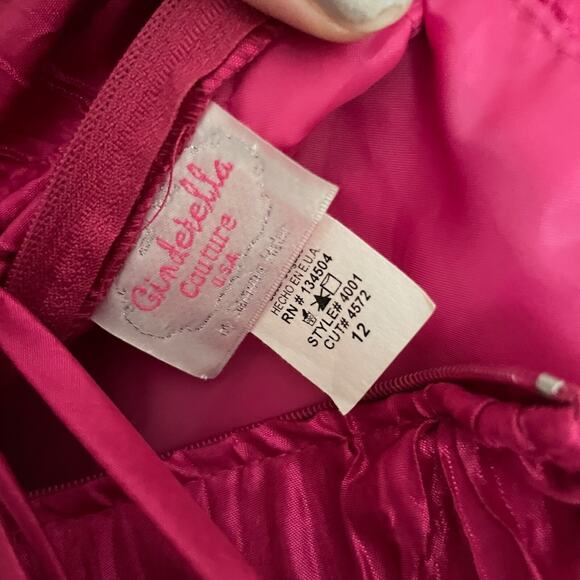 Cinderella
Couture
U.S.A.
HECHO EN E.U.A.
RN # 134504
STYLE# 4001
CUT# 4572
12